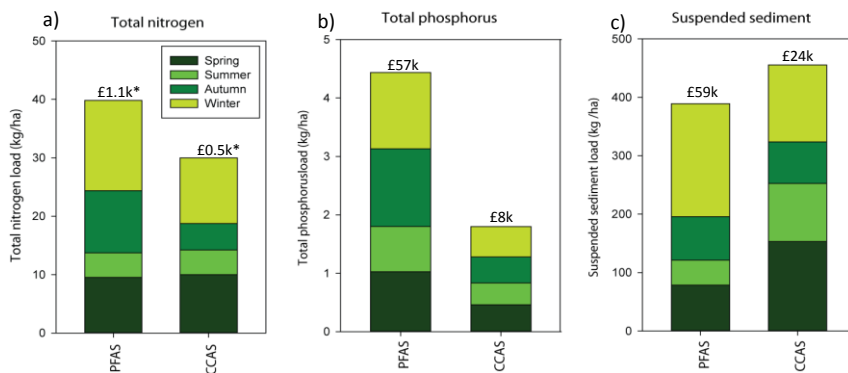 a) Total nitrogen
Total nitrogen load (kg/ha)
50
40
30
20
10
0
Spring
Summer
Autumn
Winter
£1.1k*
£0.5k*
PFAS
CCAS
b) Total phosphorus
Total phosphorusload (kg/ha)
5
4
3
2
1
0
£57k
£8k
PFAS
CCAS
c) Suspended sediment
Suspended sediment load (kg /ha)
500
400
300
200
100
0
£59k
£24k
PFAS
CCAS